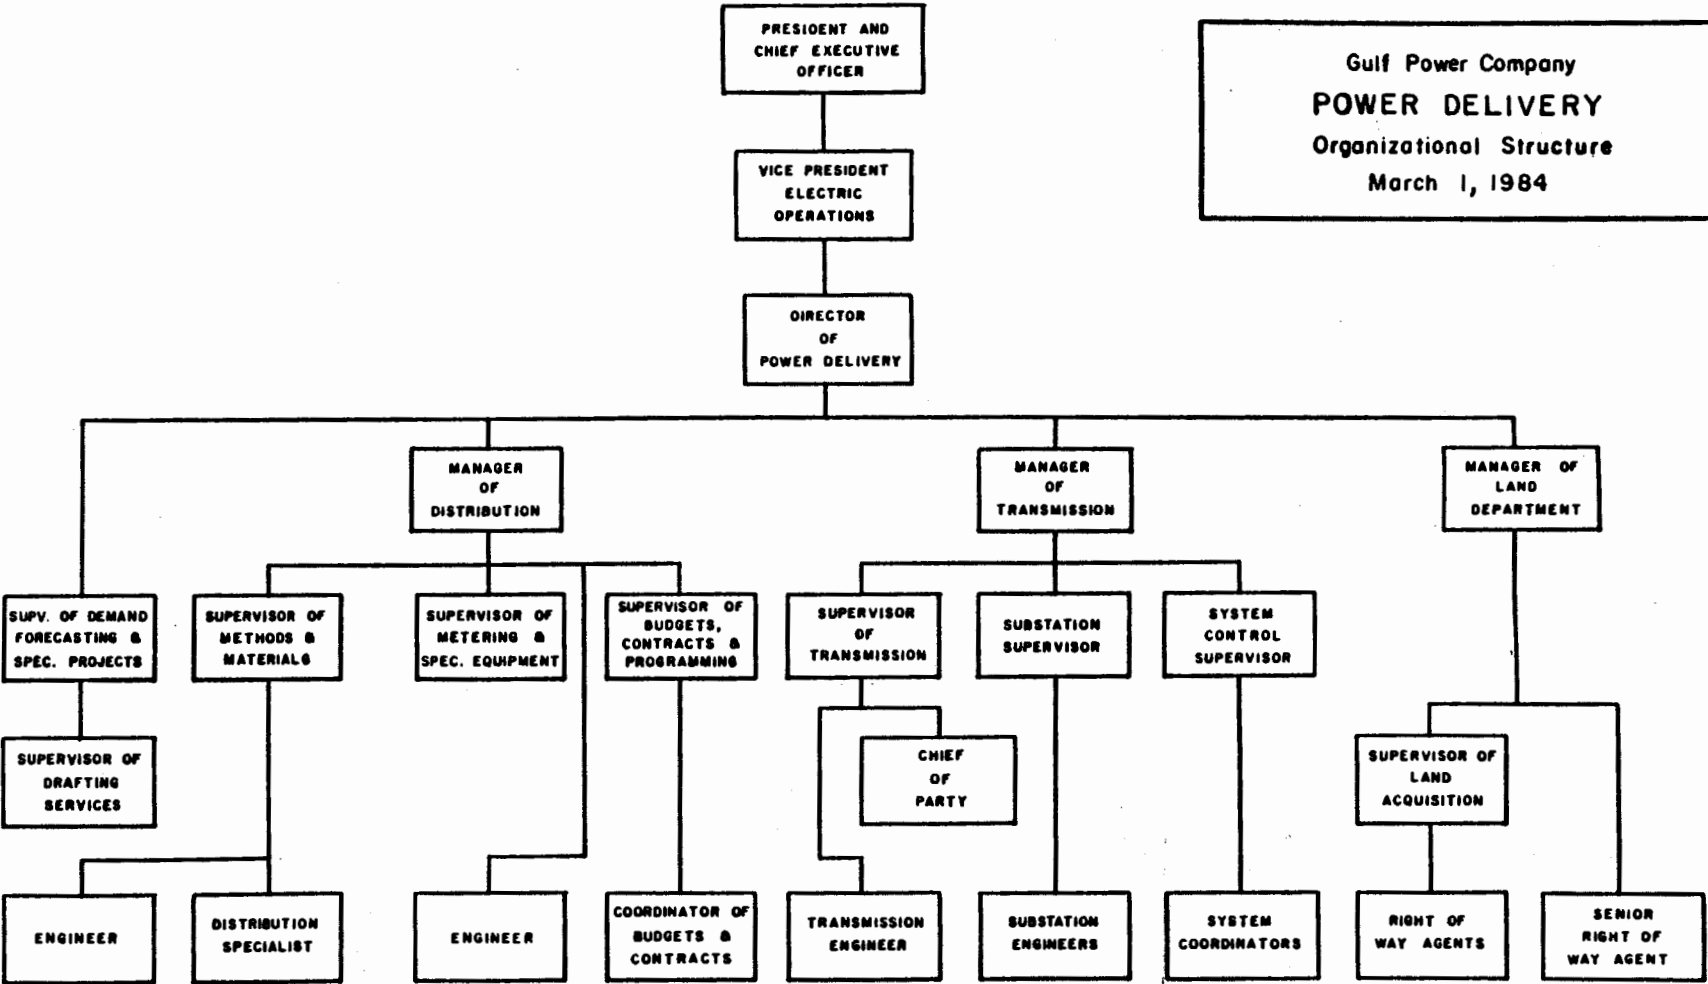 PRESIDENT AND
CHIEF EXECUTIVE
OFFICER
Gulf Power Company
POWER DELIVERY
Organizational Structure
March 1, 1984
VICE PRESIDENT
ELECTRIC
OPERATIONS
DIRECTOR
OF
POWER DELIVERY
MANAGER
OF
DISTRIBUTION
MANAGER
OF
TRANSMISSION
MANAGER OF
LAND
DEPARTMENT
SUPV. OF DEMAND
FORECASTING &
SPEC. PROJECTS
SUPERVISOR OF
METHODS &
MATERIALS
SUPERVISOR OF
METERING &
SPEC. EQUIPMENT
SUPERVISOR OF
BUDGETS,
CONTRACTS &
PROGRAMMING
SUPERVISOR
OF
TRANSMISSION
SUBSTATION
SUPERVISOR
SYSTEM
CONTROL
SUPERVISOR
SUPERVISOR OF
DRAFTING
SERVICES
CHIEF
OF
PARTY
SUPERVISOR OF
LAND
ACQUISITION
ENGINEER
DISTRIBUTION
SPECIALIST
ENGINEER
COORDINATOR OF
BUDGETS &
CONTRACTS
TRANSMISSION
ENGINEER
SUBSTATION
ENGINEERS
SYSTEM
COORDINATORS
RIGHT OF
WAY AGENTS
SENIOR
RIGHT OF
WAY AGENT